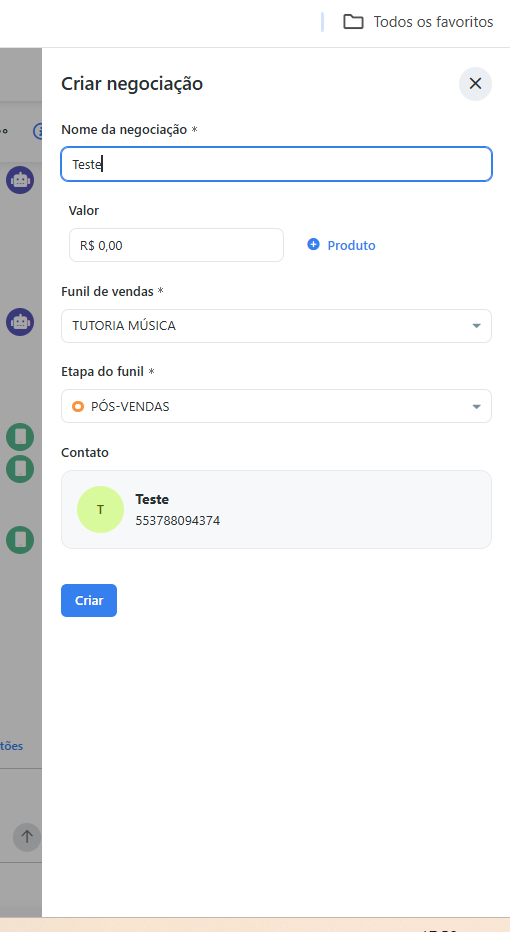 Todos os favoritos
Criar negociação
Nome da negociação *
Teste
Valor
R$ 0,00
Produto
Funil de vendas *
TUTORIA MÚSICA
Etapa do funil *
PÓS-VENDAS
Contato
T
Teste
553788094374
Criar
tões